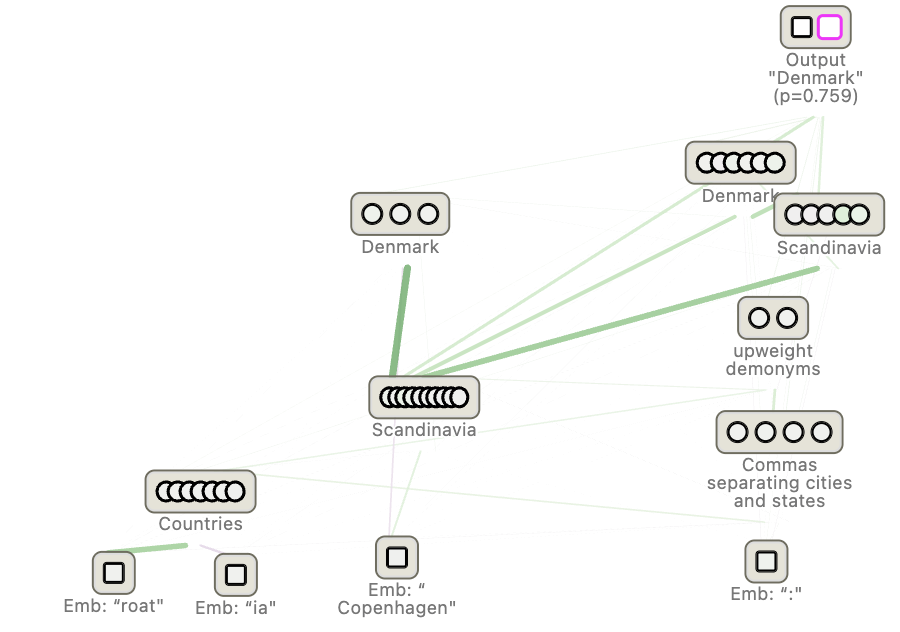 Output
"Denmark"
(p=0.759)
Denmark
Scandinavia
Denmark
upweight
demonyms
Scandinavia
Commas
separating cities
and states
Countries
Emb: “roat"
Emb: “ia"
Emb: “
Copenhagen"
Emb: “:"